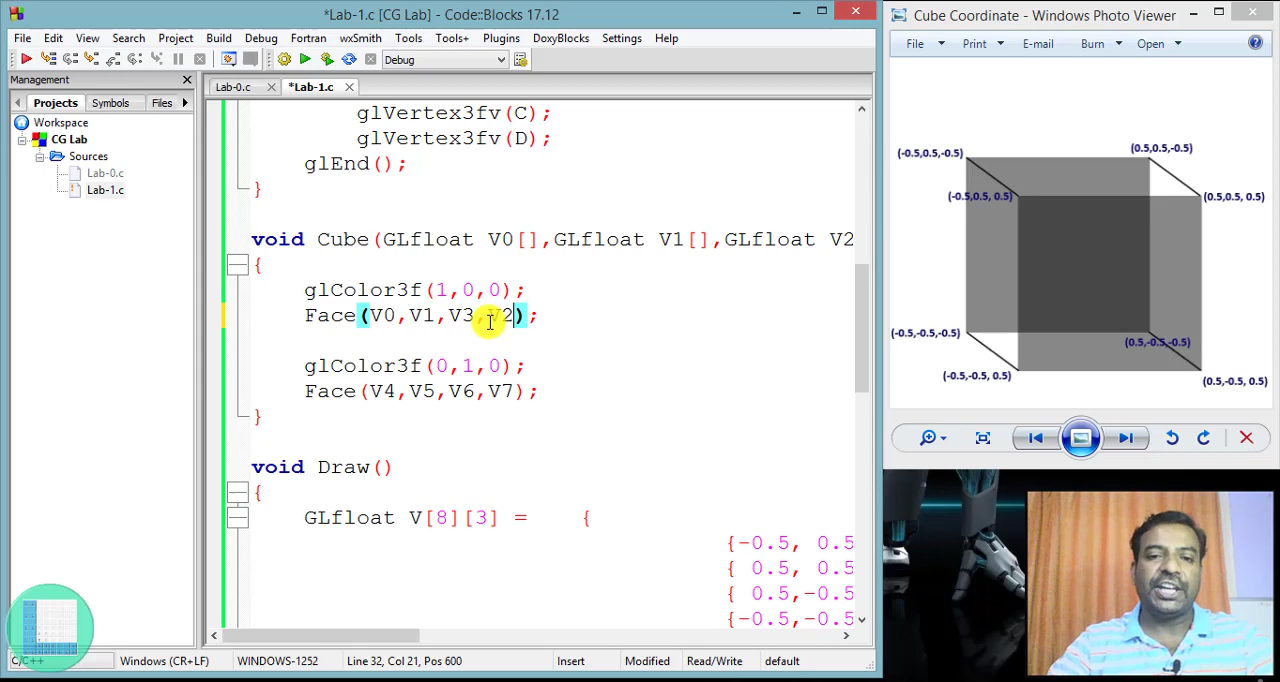 *Lab-1.c [CG Lab] - Code::Blocks 17.12
File Edit View Search Project Build Debug Fortran wxSmith Tools Tools+ Plugins DoxyBlocks Settings Help
Debug
Management
Projects Symbols Files
Workspace
CG Lab
Sources
Lab-0.c
Lab-1.c
Lab-0.c *Lab-1.c
glVertex3fv(C);
glVertex3fv(D);
glEnd();
}
void Cube(GLfloat V0[],GLfloat V1[],GLfloat V2
{
glColor3f(1,0,0);
Face(V0,V1,V3,V2);
glColor3f(0,1,0);
Face(V4,V5,V6,V7);
}
void Draw()
{
GLfloat V[8][3] = {
{-0.5, 0.5
{ 0.5, 0.5
{ 0.5,-0.5
{-0.5,-0.5
C/C++ Windows (CR+LF) WINDOWS-1252 Line 32, Col 21, Pos 600 Insert Modified Read/Write default
Cube Coordinate - Windows Photo Viewer
File Print E-mail Burn Open
(-0.5,0.5,-0.5)
(0.5,0.5,-0.5)
(-0.5,0.5, 0.5)
(0.5,0.5, 0.5)
(-0.5,-0.5,-0.5)
(0.5,-0.5,-0.5)
(-0.5,-0.5, 0.5)
(0.5,-0.5, 0.5)